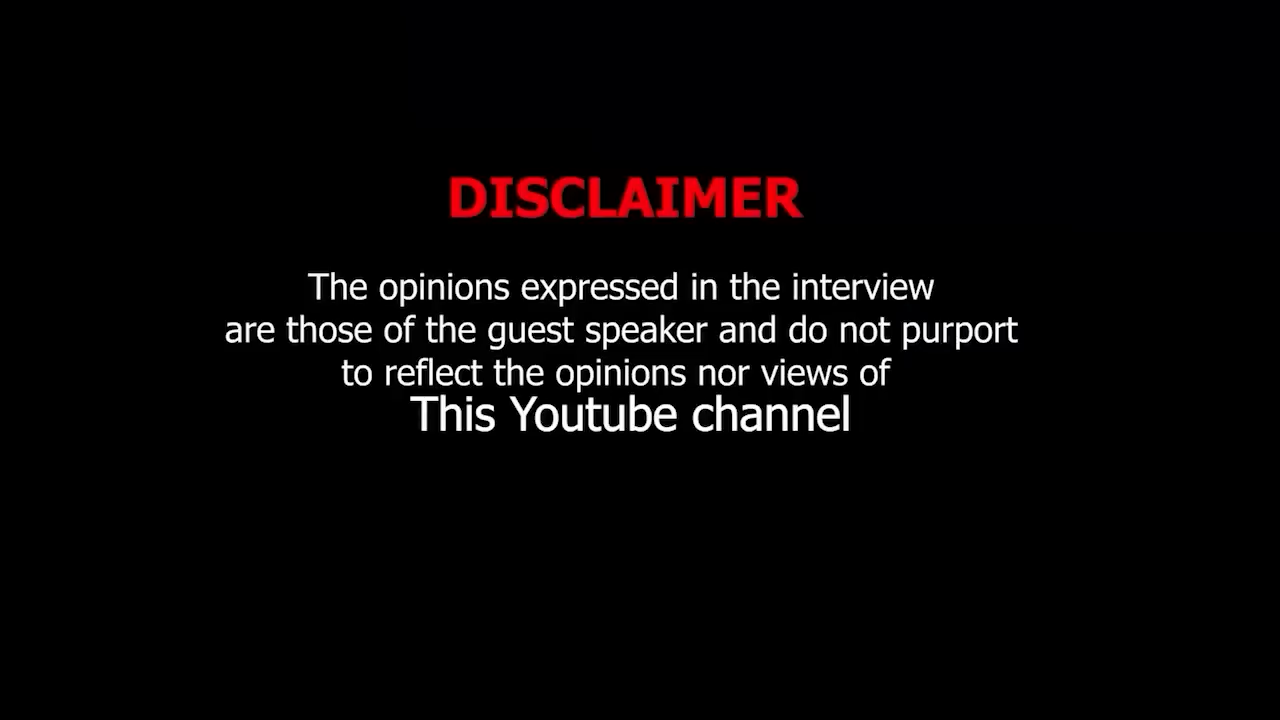 DISCLAIMER
The opinions expressed in the interview
are those of the guest speaker and do not purport
to reflect the opinions nor views of
This Youtube channel